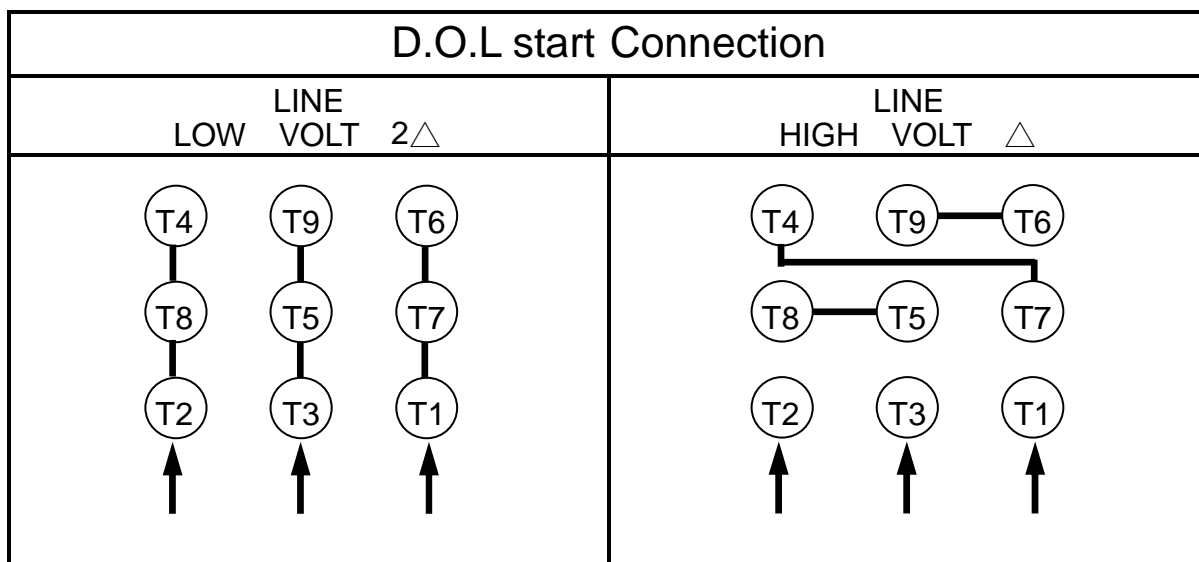 D.O.L start Connection
LINE
LOW VOLT 2△
LINE
HIGH VOLT △
T4 T9 T6
T8 T5 T7
T2 T3 T1
T4 T9 T6
T8 T5 T7
T2 T3 T1